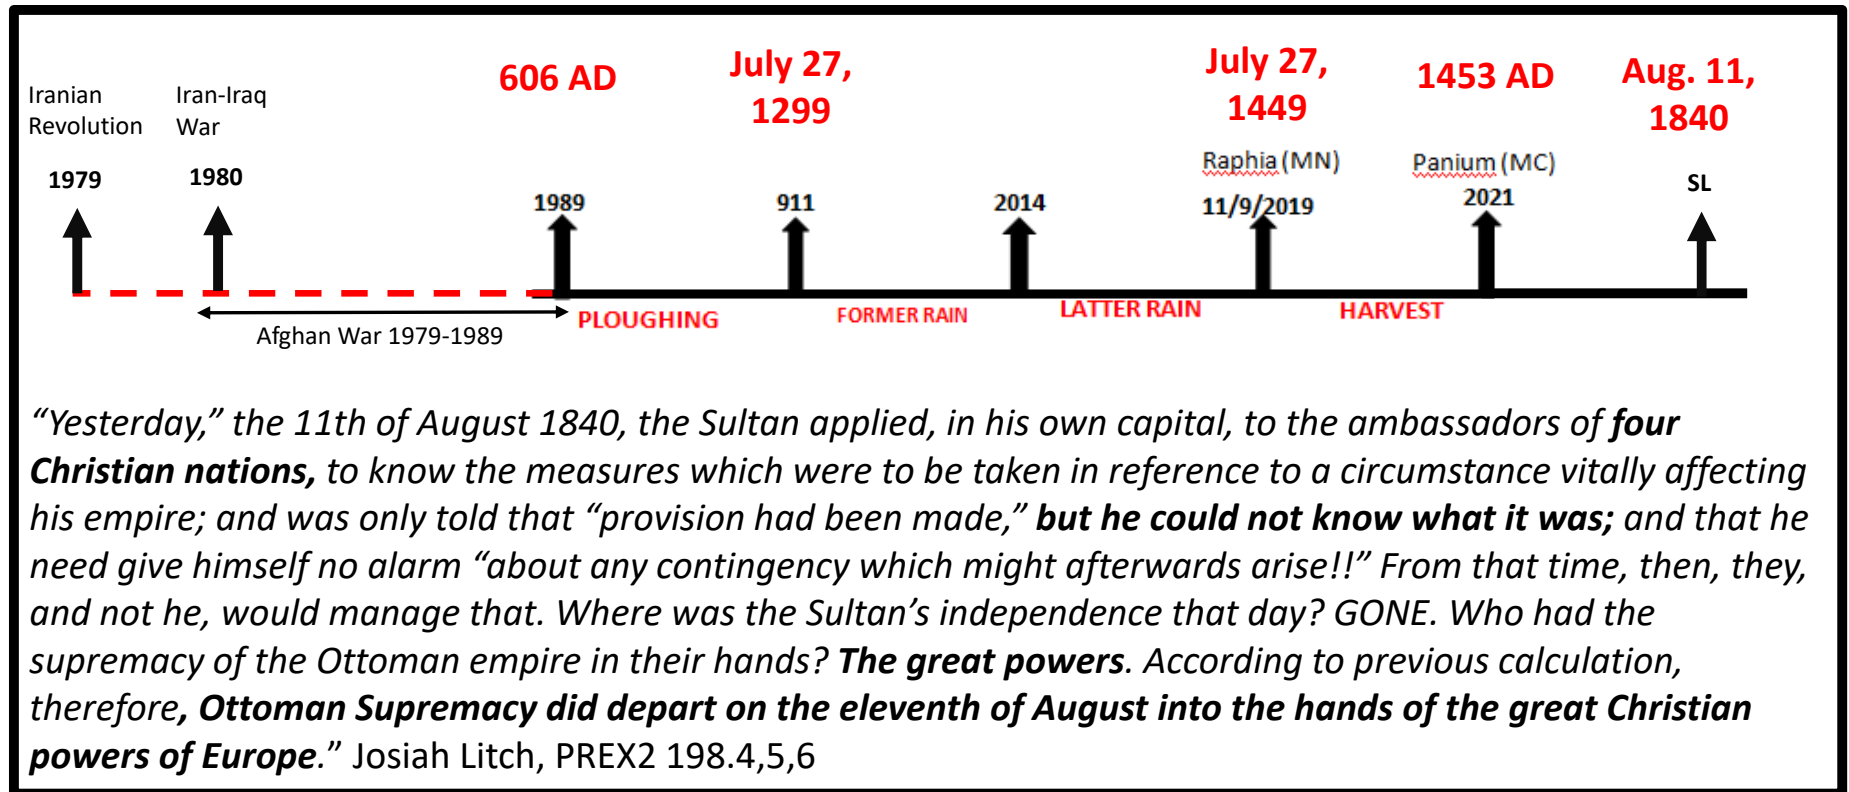 606 AD
July 27,
1299
July 27,
1449
1453 AD
Aug. 11,
1840
Iranian
Revolution
Iran-Iraq
War
Raphia (MN)
Panium (MC)
1979
1980
1989
911
2014
11/9/2019
2021
SL
PLOUGHING
FORMER RAIN
LATTER RAIN
HARVEST
Afghan War 1979-1989
“Yesterday,” the 11th of August 1840, the Sultan applied, in his own capital, to the ambassadors of four
Christian nations, to know the measures which were to be taken in reference to a circumstance vitally affecting
his empire; and was only told that “provision had been made,” but he could not know what it was; and that he
need give himself no alarm “about any contingency which might afterwards arise!!” From that time, then, they,
and not he, would manage that. Where was the Sultan’s independence that day? GONE. Who had the
supremacy of the Ottoman empire in their hands? The great powers. According to previous calculation,
therefore, Ottoman Supremacy did depart on the eleventh of August into the hands of the great Christian
powers of Europe.” Josiah Litch, PREX2 198.4,5,6